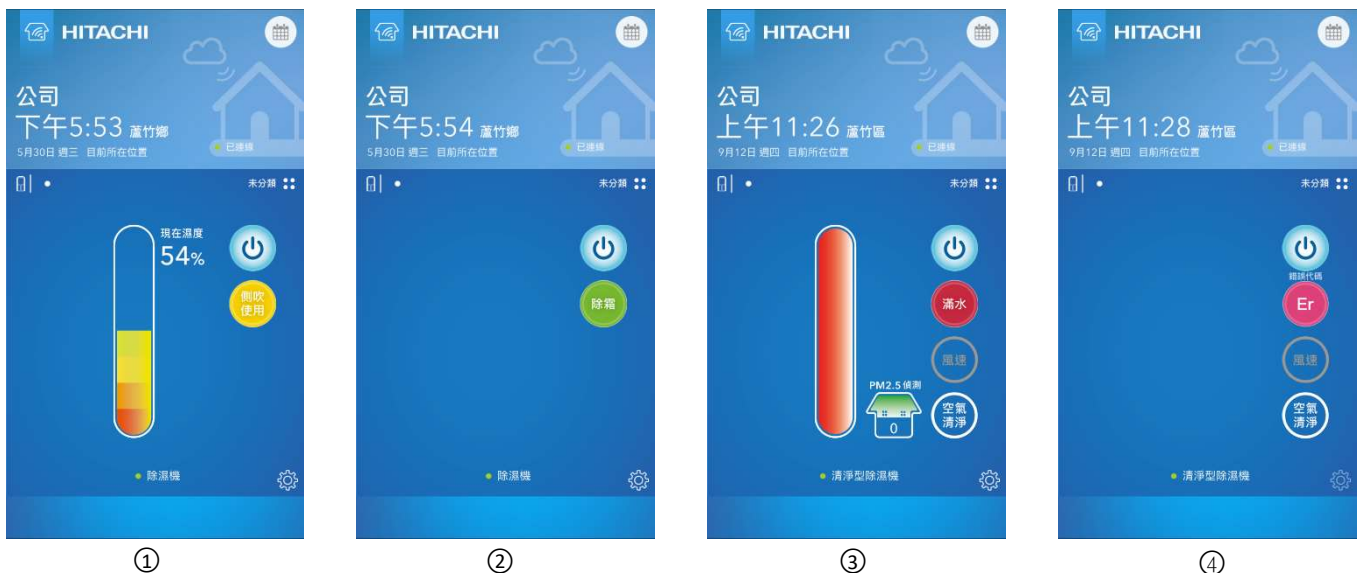 HITACHI
公司
下午5:53 蘆竹鄉
5月30日 週三 目前所在位置
已連線
未分類
現在濕度
54%
側吹
使用
除濕機
①
HITACHI
公司
下午5:54 蘆竹鄉
5月30日 週三 目前所在位置
已連線
未分類
除霜
除濕機
②
HITACHI
公司
上午11:26 蘆竹區
9月12日 週四 目前所在位置
已連線
未分類
滿水
風速
PM2.5偵測
0
空氣
清淨
清淨型除濕機
③
HITACHI
公司
上午11:28 蘆竹區
9月12日 週四 目前所在位置
已連線
未分類
錯誤代碼
Er
風速
空氣
清淨
清淨型除濕機
④